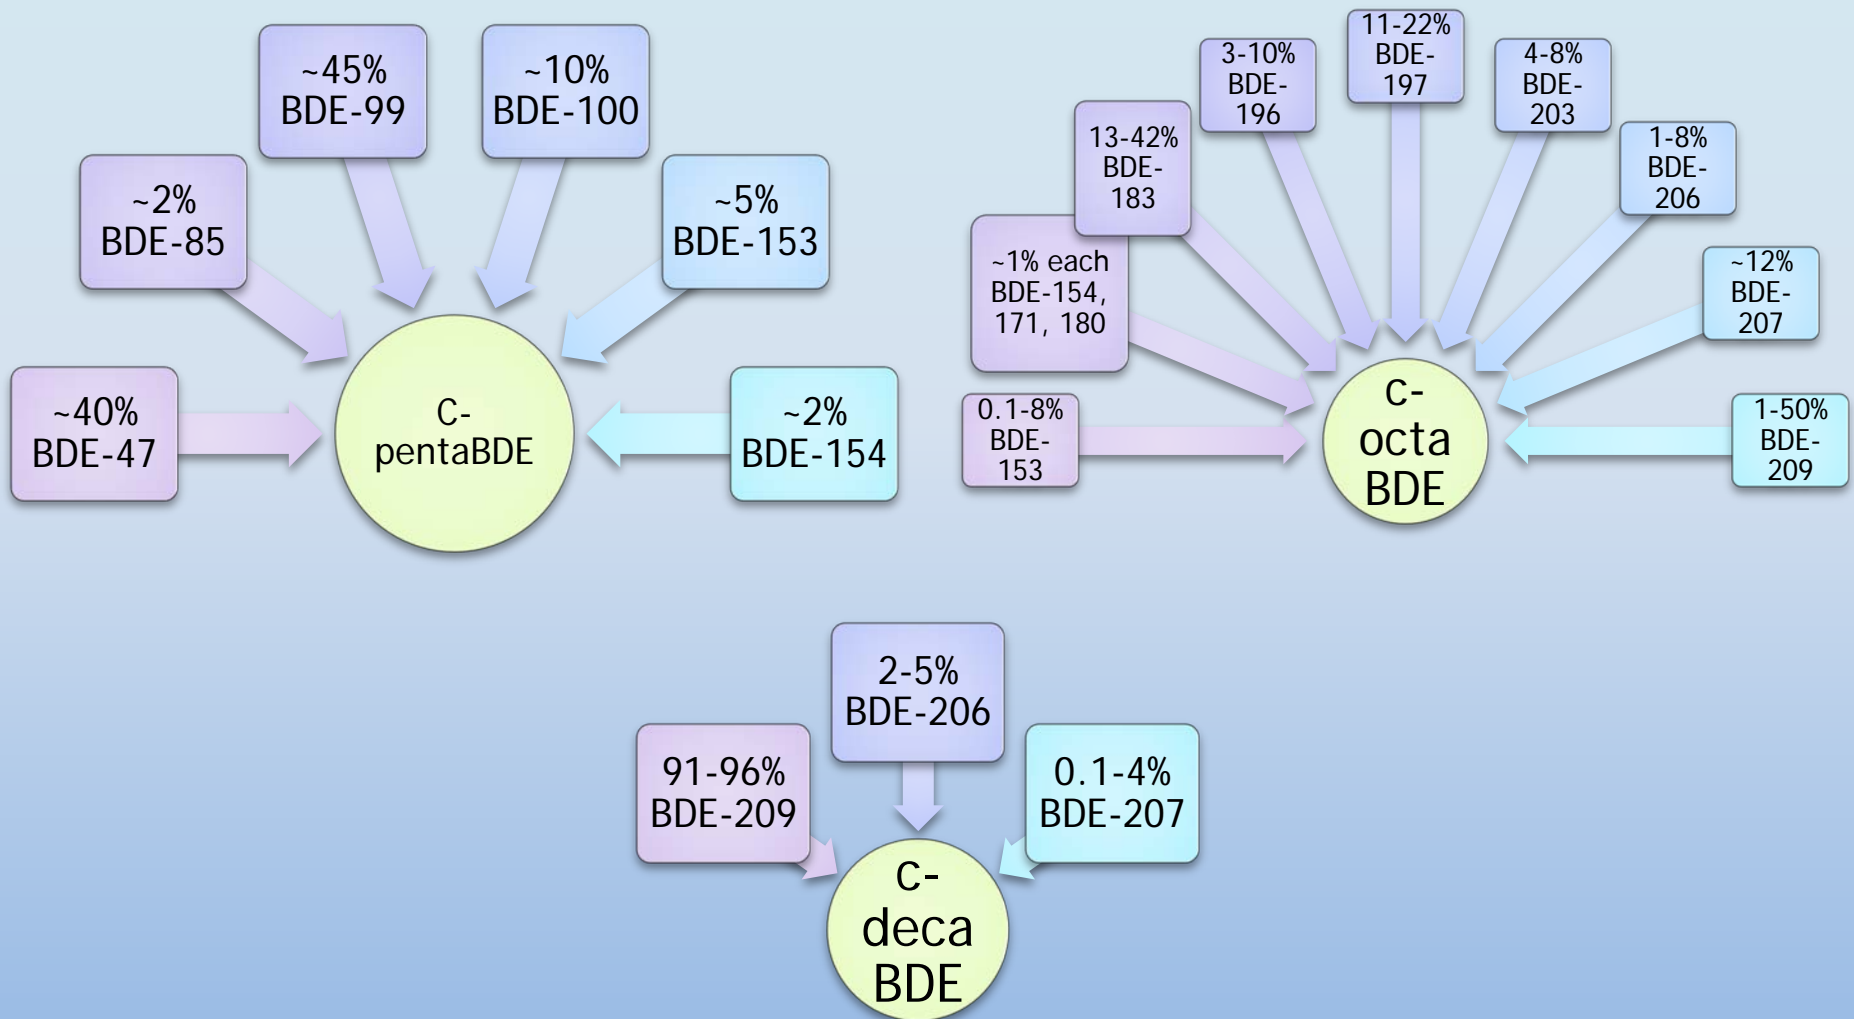 ~40%
BDE-47
~2%
BDE-85
~45%
BDE-99
~10%
BDE-100
~5%
BDE-153
~2%
BDE-154
C-
pentaBDE
0.1-8%
BDE-
153
~1% each
BDE-154,
171, 180
13-42%
BDE-
183
3-10%
BDE-
196
11-22%
BDE-
197
4-8%
BDE-
203
1-8%
BDE-
206
~12%
BDE-
207
1-50%
BDE-
209
C-
octa
BDE
91-96%
BDE-209
2-5%
BDE-206
0.1-4%
BDE-207
C-
deca
BDE